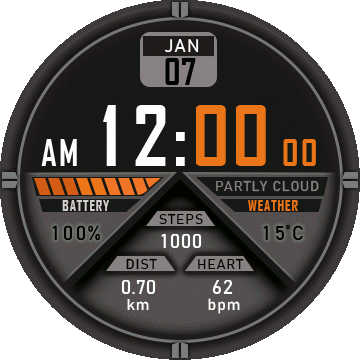 JAN
07
AM 12:00 00
PARTLY CLOUD
BATTERY
WEATHER
100%
15°C
STEPS
1000
DIST
HEART
0.70
km
62
bpm